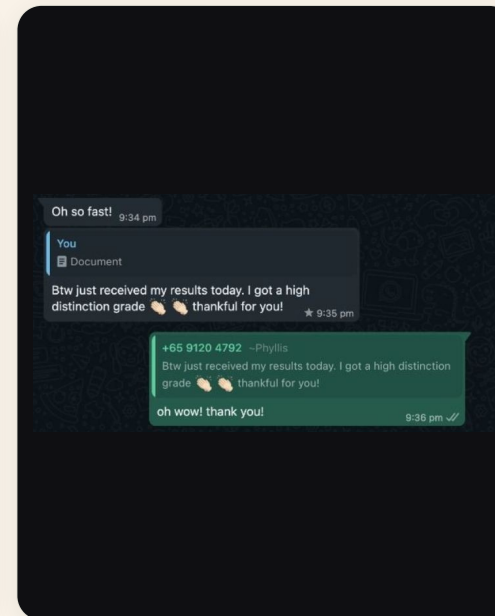 Oh so fast! 9:34 pm
You
Document
Btw just received my results today. I got a high
distinction grade 👏🏻 👏🏻 thankful for you!
★ 9:35 pm
+65 9120 4792 ~Phyllis
Btw just received my results today. I got a high distinction
grade 👏🏻 👏🏻 thankful for you!
oh wow! thank you!
9:36 pm